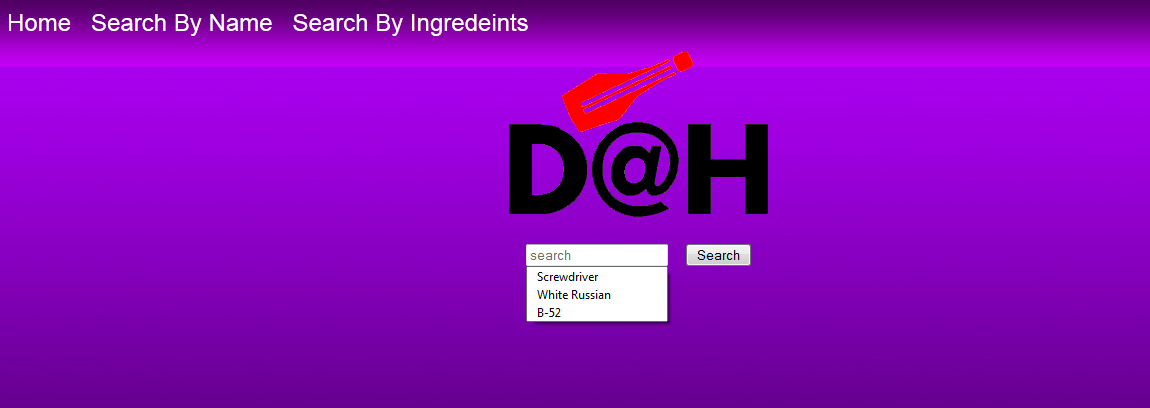 Home Search By Name Search By Ingredeints
D@H
search Search
Screwdriver
White Russian
B-52